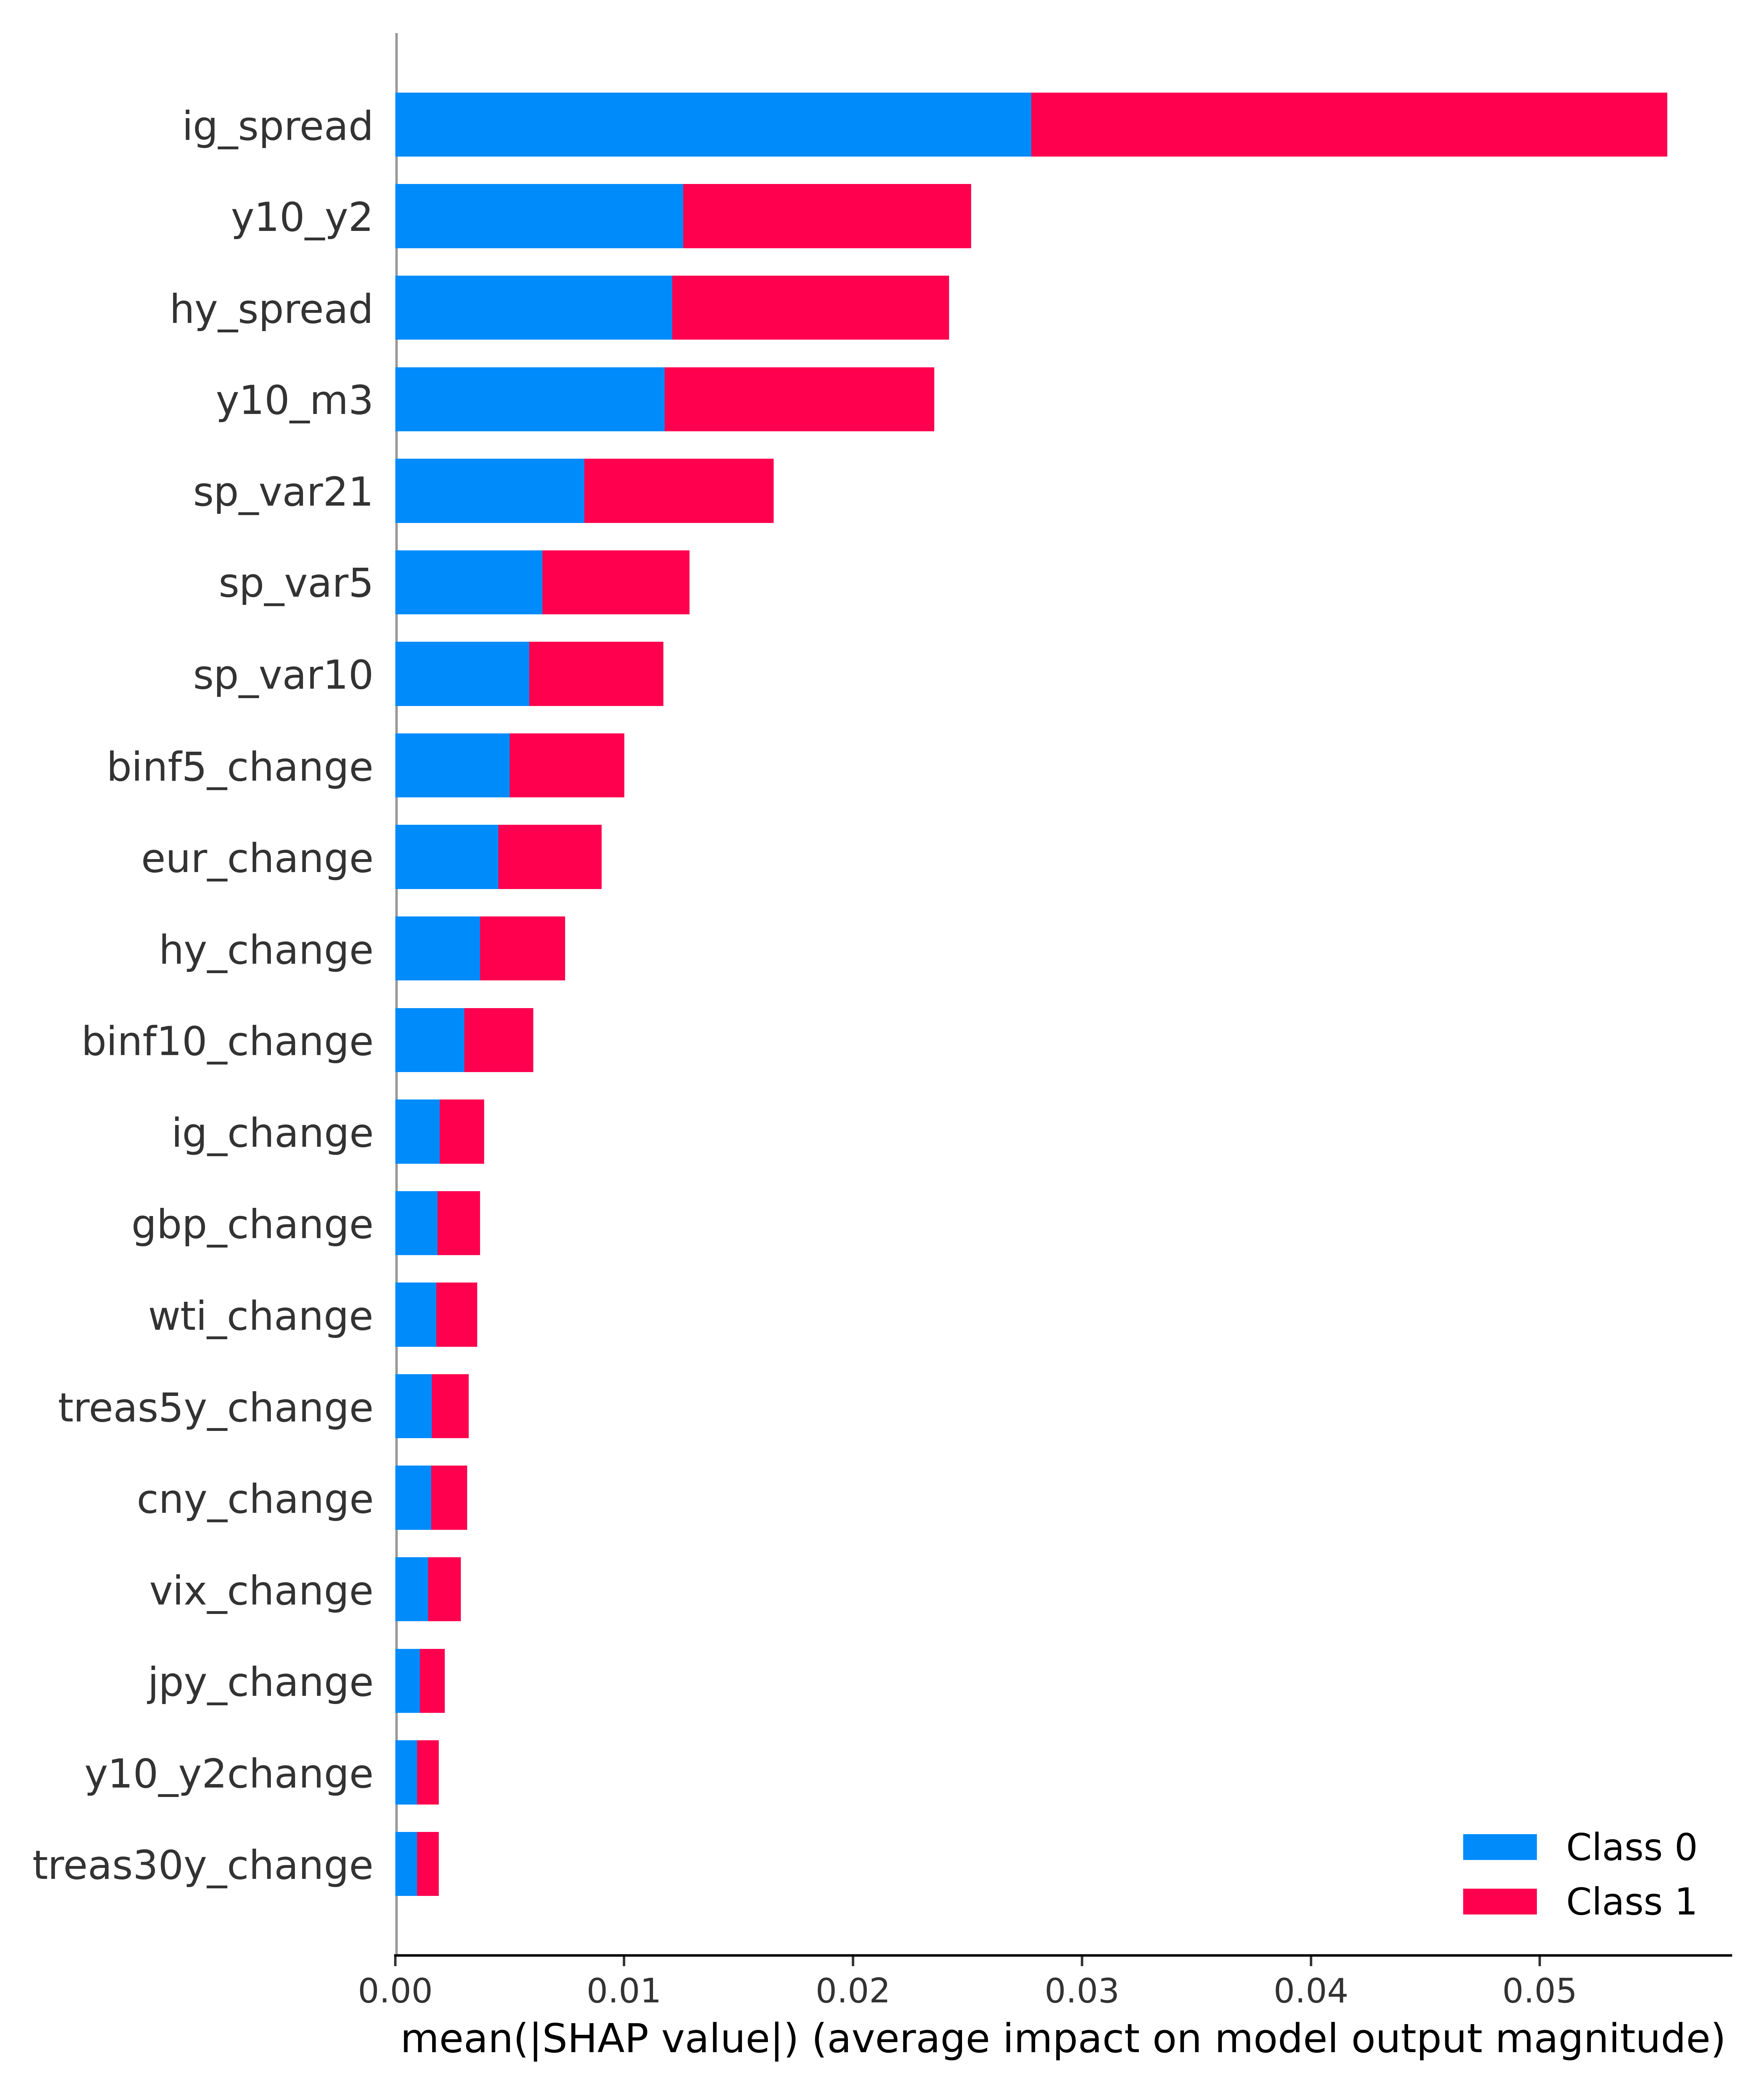 ig_spread
y10_y2
hy_spread
y10_m3
sp_var21
sp_var5
sp_var10
binf5_change
eur_change
hy_change
binf10_change
ig_change
gbp_change
wti_change
treas5y_change
cny_change
vix_change
jpy_change
y10_y2change
treas30y_change
Class 0
Class 1
0.00 0.01 0.02 0.03 0.04 0.05
mean(|SHAP value|) (average impact on model output magnitude)